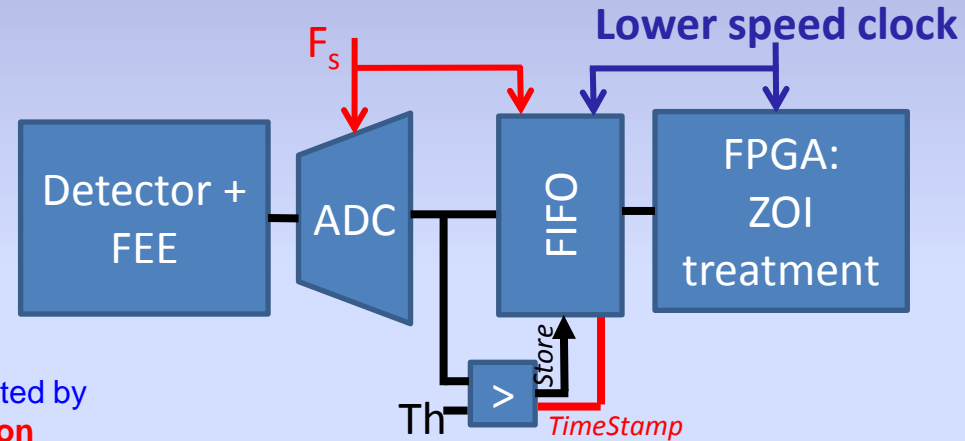 Lower speed clock
Fs
Detector +
FEE
ADC
FIFO
FPGA:
ZOI
treatment
Store
>
Th
TimeStamp
ted by
on